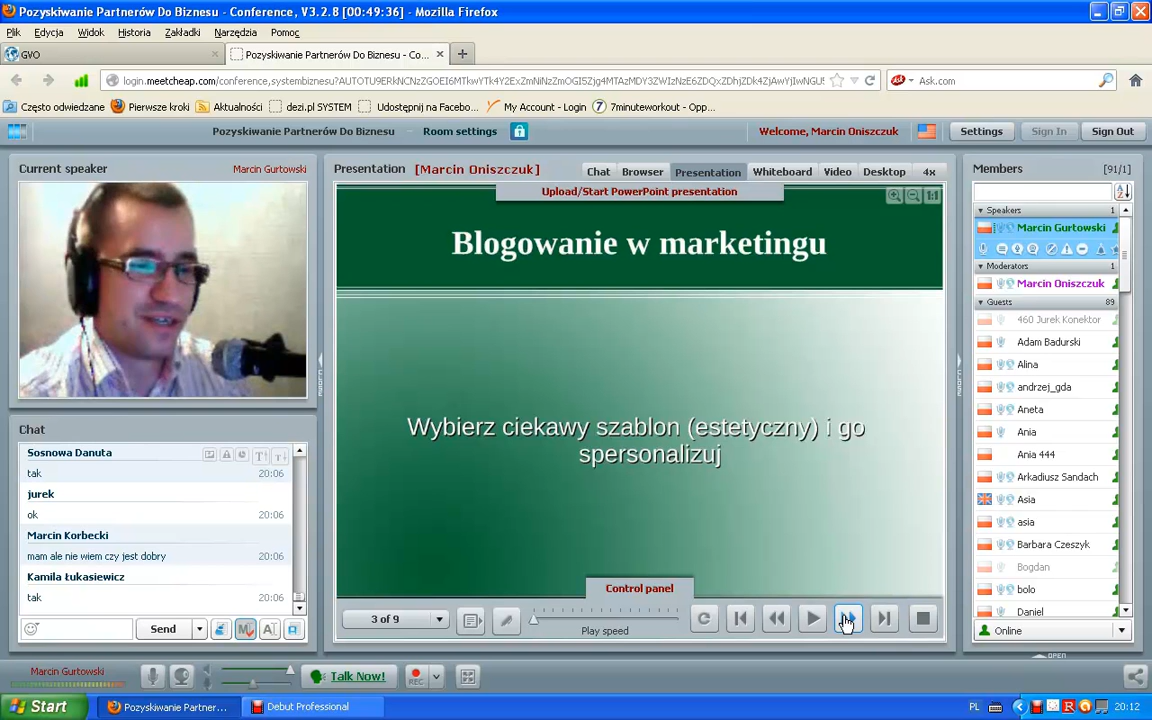 Pozyskiwanie Partnerów Do Biznesu - Conference, V3.2.8 [00:49:36] - Mozilla Firefox
Plik Edycja Widok Historia Zakładki Narzędzia Pomoc
GVO
Pozyskiwanie Partnerów Do Biznesu - Co...
Ask.com
Często odwiedzane Pierwsze kroki Aktualności dezi.pl SYSTEM Udostępnij na Facebo... My Account - Login 7minuteworkout - Opp...
Pozyskiwanie Partnerów Do Biznesu Room settings Welcome, Marcin Oniszczuk Settings Sign In Sign Out
Current speaker Marcin Gurtowski
Presentation [Marcin Oniszczuk] Chat Browser Presentation Whiteboard Video Desktop 4x
Upload/Start PowerPoint presentation
1:1
Blogowanie w marketingu
Wybierz ciekawy szablon (estetyczny) i go
spersonalizuj
Control panel
3 of 9
Play speed
Chat
Sosnowa Danuta
tak 20:06
jurek
ok 20:06
Marcin Korbecki
mam ale nie wiem czy jest dobry 20:06
Kamila Łukasiewicz
tak 20:06
Send
Members [91/1]
Speakers 1
Marcin Gurtowski
Moderators 1
Marcin Oniszczuk
Guests 89
460 Jurek Konektor
Adam Badurski
Alina
andrzej_gda
Aneta
Ania
Ania 444
Arkadiusz Sandach
Asia
asia
Barbara Czeszyk
Bogdan
bolo
Daniel
Online
Marcin Gurtowski
Talk Now!
REC
OPEN
Start
Pozyskiwanie Partner...
Debut Professional
PL
20:12